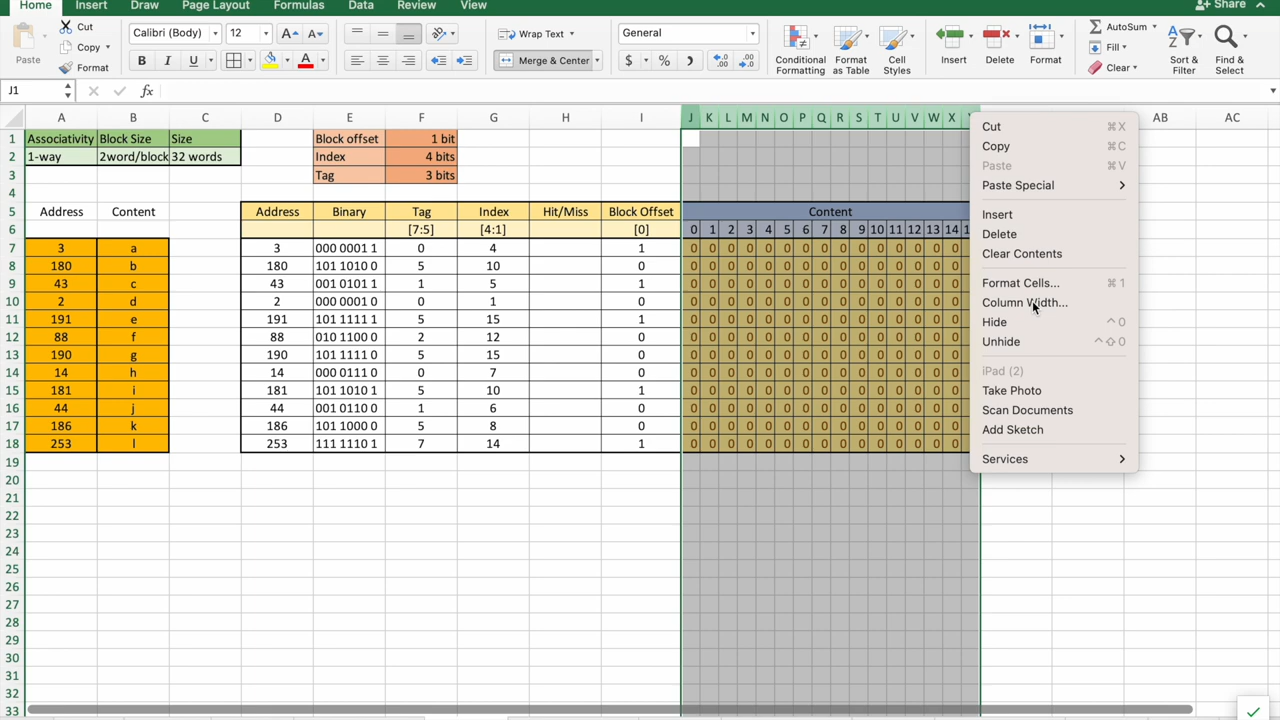 Home Insert Draw Page Layout Formulas Data Review View Share
Cut
Copy
Format
Paste
Calibri (Body) 12 A A
B I U A
Wrap Text
Merge & Center
General
$ % ,
Conditional Formatting
Format as Table
Cell Styles
Insert
Delete
Format
AutoSum
Fill
Clear
Sort & Filter
Find & Select
J1 fx
A B C D E F G H I J K L M N O P Q R S T U V W X AB AC
1 Associativity Block Size Size Block offset 1 bit
2 1-way 2word/block 32 words Index 4 bits
3 Tag 3 bits
4
5 Address Content Address Binary Tag Index Hit/Miss Block Offset Content
6 [7:5] [4:1] [0] 0 1 2 3 4 5 6 7 8 9 10 11 12 13 14
7 3 a 3 000 0001 1 0 4 1 0 0 0 0 0 0 0 0 0 0 0 0 0 0 0 0
8 180 b 180 101 1010 0 5 10 0 0 0 0 0 0 0 0 0 0 0 0 0 0 0 0 0
9 43 c 43 001 0101 1 1 5 1 0 0 0 0 0 0 0 0 0 0 0 0 0 0 0 0
10 2 d 2 000 0001 0 0 1 0 0 0 0 0 0 0 0 0 0 0 0 0 0 0 0 0
11 191 e 191 101 1111 1 5 15 1 0 0 0 0 0 0 0 0 0 0 0 0 0 0 0 0
12 88 f 88 010 1100 0 2 12 0 0 0 0 0 0 0 0 0 0 0 0 0 0 0 0 0
13 190 g 190 101 1111 0 5 15 0 0 0 0 0 0 0 0 0 0 0 0 0 0 0 0 0
14 14 h 14 000 0111 0 0 7 0 0 0 0 0 0 0 0 0 0 0 0 0 0 0 0 0
15 181 i 181 101 1010 1 5 10 1 0 0 0 0 0 0 0 0 0 0 0 0 0 0 0 0
16 44 j 44 001 0110 0 1 6 0 0 0 0 0 0 0 0 0 0 0 0 0 0 0 0 0
17 186 k 186 101 1000 0 5 8 0 0 0 0 0 0 0 0 0 0 0 0 0 0 0 0 0
18 253 l 253 111 1110 1 7 14 1 0 0 0 0 0 0 0 0 0 0 0 0 0 0 0 0
19
20
21
22
23
24
25
26
27
28
29
30
31
32
33
Cut ⌘X
Copy ⌘C
Paste ⌘V
Paste Special
Insert
Delete
Clear Contents
Format Cells... ⌘1
Column Width...
Hide ^0
Unhide ^⇧0
iPad (2)
Take Photo
Scan Documents
Add Sketch
Services